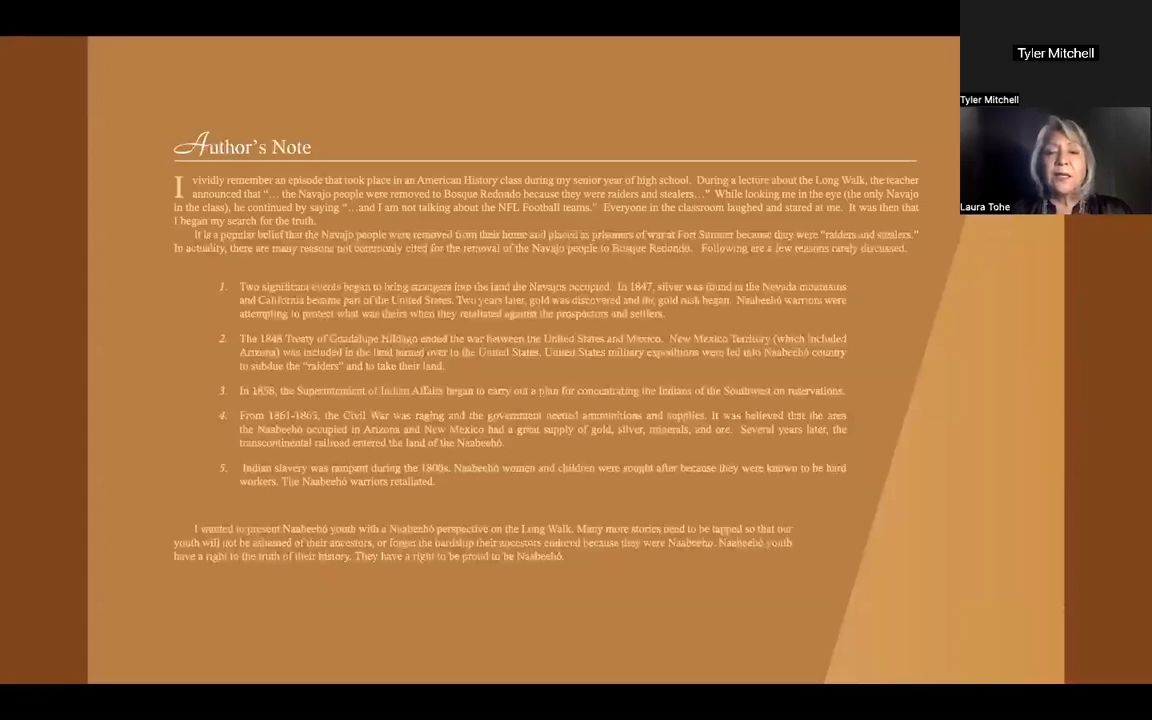 Tyler Mitchell
Tyler Mitchell
Laura Tohe
Author's Note
I vividly remember an episode that took place in an American History class during my senior year of high school. During a lecture about the Long Walk, the teacher
announced that "… the Navajo people were removed to Bosque Redondo because they were raiders and stealers…" While looking me in the eye (the only Navajo
in the class), he continued by saying "…and I am not talking about the NFL Football teams." Everyone in the classroom laughed and stared at me. It was then that
I began my search for the truth.
It is a popular belief that the Navajo people were removed from their home and placed as prisoners of war at Fort Sumner because they were "raiders and stealers."
In actuality, there are many reasons not commonly cited for the removal of the Navajo people to Bosque Redondo. Following are a few reasons rarely discussed.
1. Two significant events began to bring strangers into the land the Navajos occupied. In 1847, silver was found in the Nevada mountains
and California became part of the United States. Two years later, gold was discovered and the gold rush began. Naabeehó warriors were
attempting to protect what was theirs when they retaliated against the prospectors and settlers.
2. The 1848 Treaty of Guadalupe Hildago ended the war between the United States and Mexico. New Mexico Territory (which included
Arizona) was included in the land turned over to the United States. United States military expeditions were led into Naabeehó country
to subdue the "raiders" and to take their land.
3. In 1858, the Superintendent of Indian Affairs began to carry out a plan for concentrating the Indians of the Southwest on reservations.
4. From 1861-1865, the Civil War was raging and the government needed ammunitions and supplies. It was believed that the area
the Naabeehó occupied in Arizona and New Mexico had a great supply of gold, silver, minerals, and ore. Several years later, the
transcontinental railroad entered the land of the Naabeehó.
5. Indian slavery was rampant during the 1800s. Naabeehó women and children were sought after because they were known to be hard
workers. The Naabeehó warriors retaliated.
I wanted to present Naabeehó youth with a Naabeehó perspective on the Long Walk. Many more stories need to be tapped so that our
youth will not be ashamed of their ancestors, or forget the hardship their ancestors endured because they were Naabeehó. Naabeehó youth
have a right to the truth of their history. They have a right to be proud to be Naabeehó.